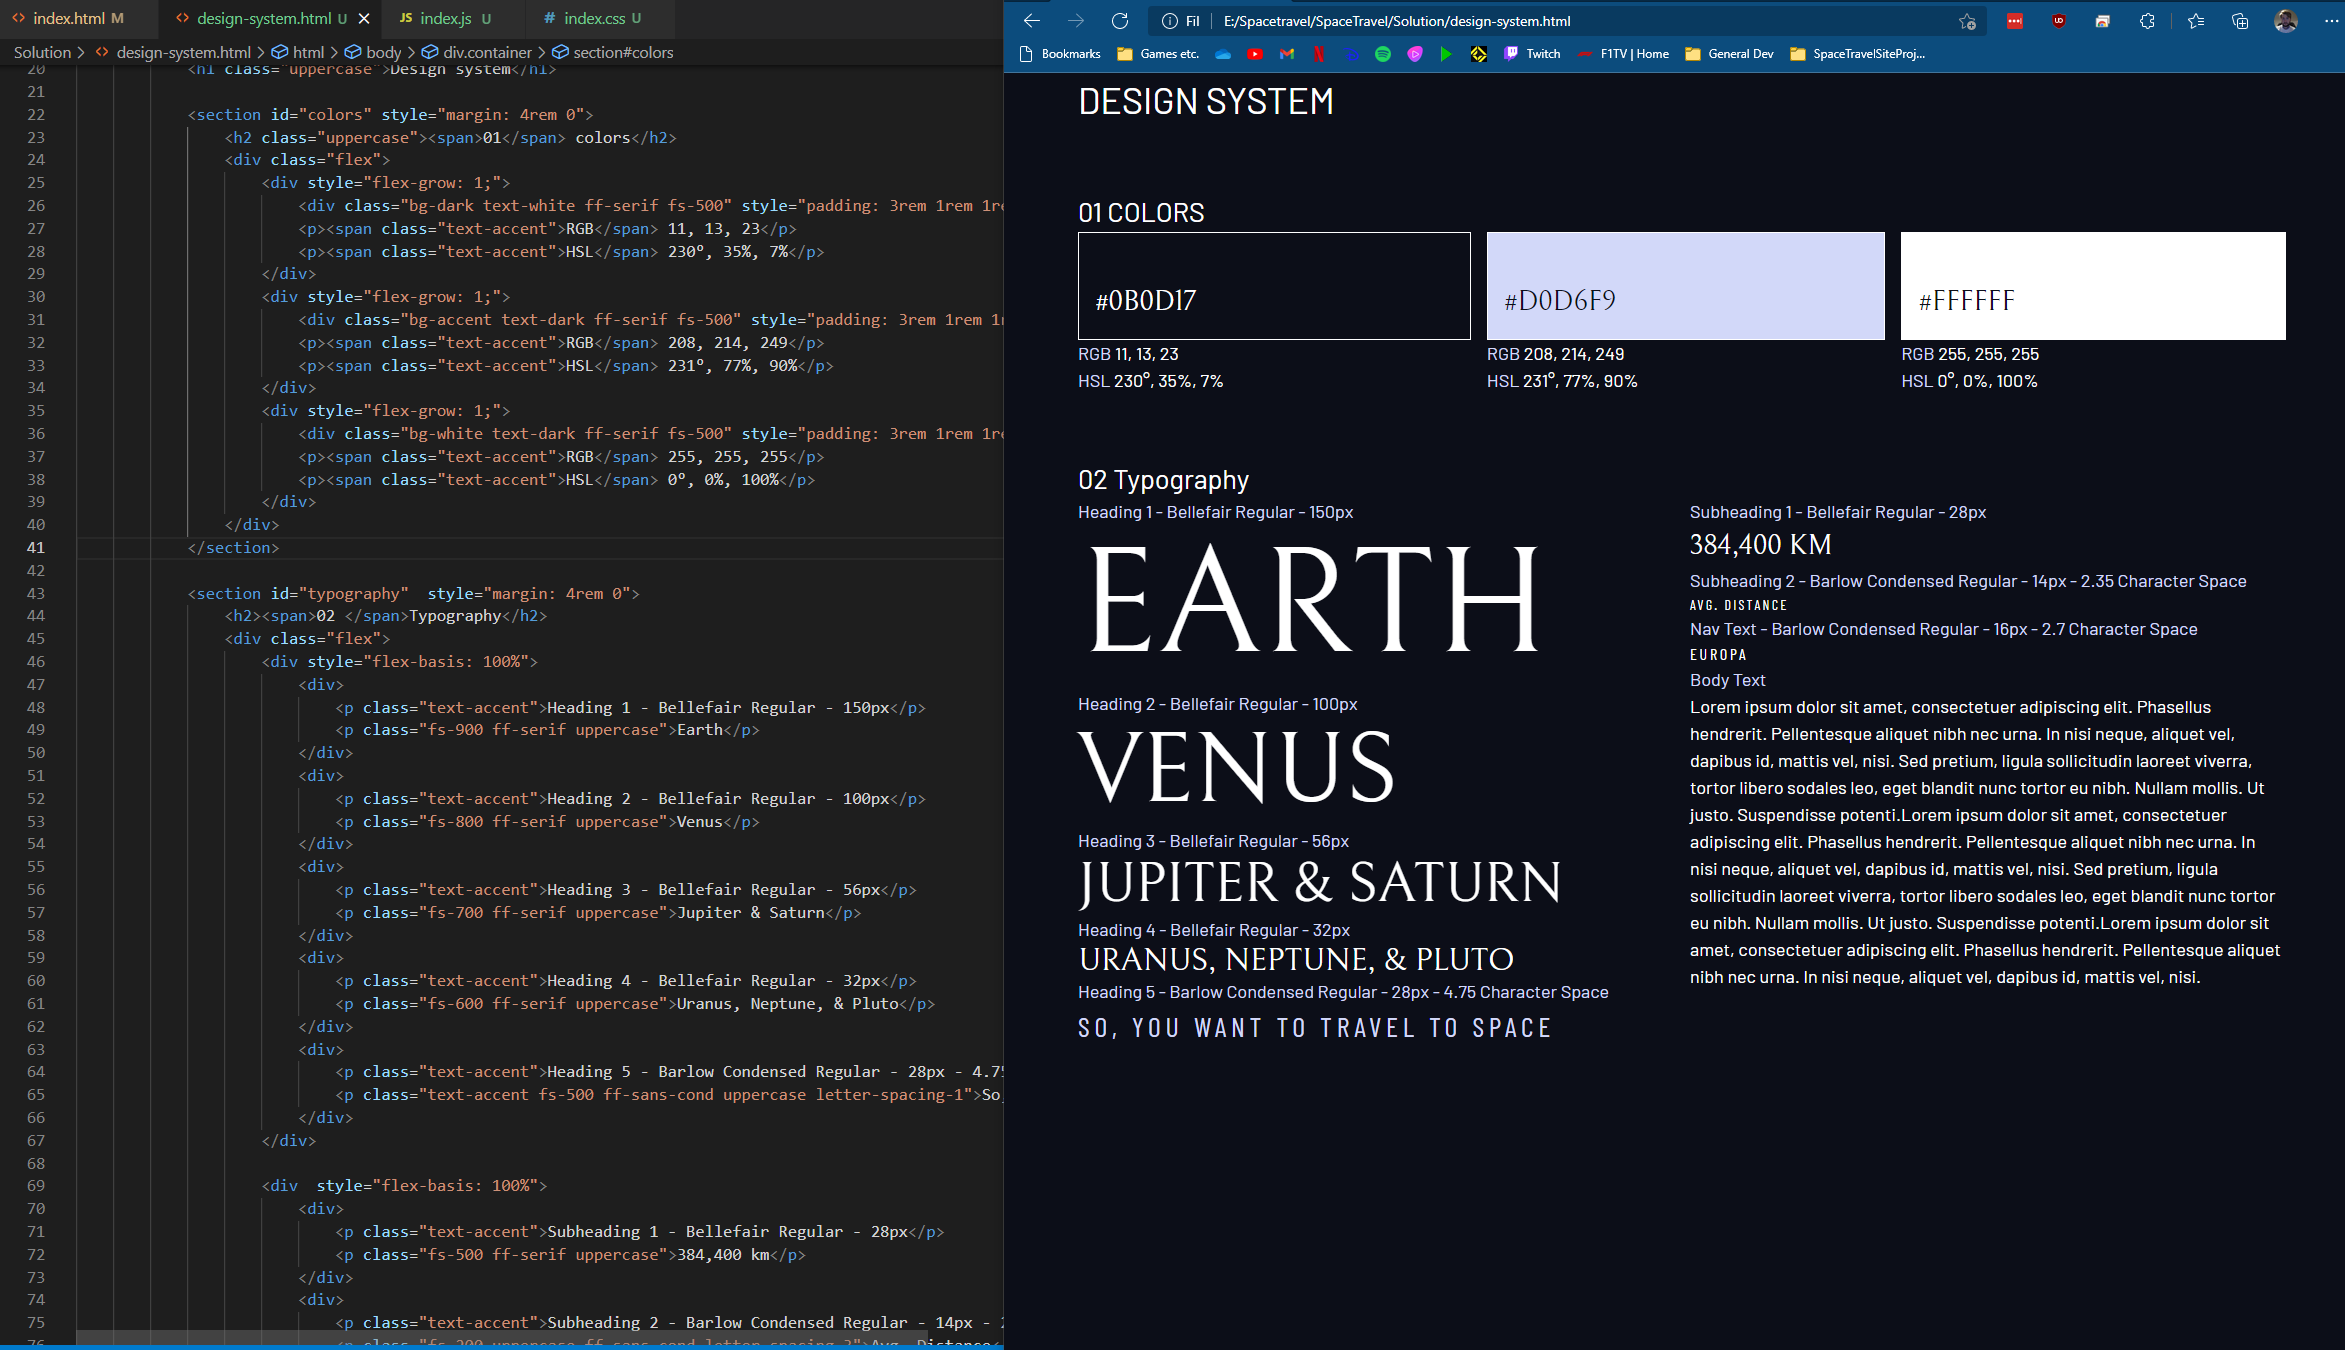 index.html M
design-system.html U
JS index.js U
# index.css U
Solution > design-system.html > html > body > div.container > section#colors
20 <h1 class="uppercase">Design system</h1>
21
22 <section id="colors" style="margin: 4rem 0">
23 <h2 class="uppercase"><span>01</span> colors</h2>
24 <div class="flex">
25 <div style="flex-grow: 1;">
26 <div class="bg-dark text-white ff-serif fs-500" style="padding: 3rem 1rem 1re
27 <p><span class="text-accent">RGB</span> 11, 13, 23</p>
28 <p><span class="text-accent">HSL</span> 230°, 35%, 7%</p>
29 </div>
30 <div style="flex-grow: 1;">
31 <div class="bg-accent text-dark ff-serif fs-500" style="padding: 3rem 1rem 1r
32 <p><span class="text-accent">RGB</span> 208, 214, 249</p>
33 <p><span class="text-accent">HSL</span> 231°, 77%, 90%</p>
34 </div>
35 <div style="flex-grow: 1;">
36 <div class="bg-white text-dark ff-serif fs-500" style="padding: 3rem 1rem 1re
37 <p><span class="text-accent">RGB</span> 255, 255, 255</p>
38 <p><span class="text-accent">HSL</span> 0°, 0%, 100%</p>
39 </div>
40 </div>
41 </section>
42
43 <section id="typography"  style="margin: 4rem 0">
44 <h2><span>02 </span>Typography</h2>
45 <div class="flex">
46 <div style="flex-basis: 100%">
47 <div>
48 <p class="text-accent">Heading 1 - Bellefair Regular - 150px</p>
49 <p class="fs-900 ff-serif uppercase">Earth</p>
50 </div>
51 <div>
52 <p class="text-accent">Heading 2 - Bellefair Regular - 100px</p>
53 <p class="fs-800 ff-serif uppercase">Venus</p>
54 </div>
55 <div>
56 <p class="text-accent">Heading 3 - Bellefair Regular - 56px</p>
57 <p class="fs-700 ff-serif uppercase">Jupiter & Saturn</p>
58 </div>
59 <div>
60 <p class="text-accent">Heading 4 - Bellefair Regular - 32px</p>
61 <p class="fs-600 ff-serif uppercase">Uranus, Neptune, & Pluto</p>
62 </div>
63 <div>
64 <p class="text-accent">Heading 5 - Barlow Condensed Regular - 28px - 4.75
65 <p class="text-accent fs-500 ff-sans-cond uppercase letter-spacing-1">So,
66 </div>
67 </div>
68
69 <div  style="flex-basis: 100%">
70 <div>
71 <p class="text-accent">Subheading 1 - Bellefair Regular - 28px</p>
72 <p class="fs-500 ff-serif uppercase">384,400 km</p>
73 </div>
74 <div>
75 <p class="text-accent">Subheading 2 - Barlow Condensed Regular - 14px - 2
76 <p class="fs-200 uppercase ff-sans-cond letter-spacing-3">Avg. Distance<
Fil | E:/Spacetravel/SpaceTravel/Solution/design-system.html
Bookmarks Games etc. Twitch F1TV | Home General Dev SpaceTravelSiteProj...
DESIGN SYSTEM
01 COLORS
#0B0D17
RGB 11, 13, 23
HSL 230°, 35%, 7%
#D0D6F9
RGB 208, 214, 249
HSL 231°, 77%, 90%
#FFFFFF
RGB 255, 255, 255
HSL 0°, 0%, 100%
02 Typography
Heading 1 - Bellefair Regular - 150px
EARTH
Heading 2 - Bellefair Regular - 100px
VENUS
Heading 3 - Bellefair Regular - 56px
JUPITER & SATURN
Heading 4 - Bellefair Regular - 32px
URANUS, NEPTUNE, & PLUTO
Heading 5 - Barlow Condensed Regular - 28px - 4.75 Character Space
SO, YOU WANT TO TRAVEL TO SPACE
Subheading 1 - Bellefair Regular - 28px
384,400 KM
Subheading 2 - Barlow Condensed Regular - 14px - 2.35 Character Space
AVG. DISTANCE
Nav Text - Barlow Condensed Regular - 16px - 2.7 Character Space
EUROPA
Body Text
Lorem ipsum dolor sit amet, consectetuer adipiscing elit. Phasellus
hendrerit. Pellentesque aliquet nibh nec urna. In nisi neque, aliquet vel,
dapibus id, mattis vel, nisi. Sed pretium, ligula sollicitudin laoreet viverra,
tortor libero sodales leo, eget blandit nunc tortor eu nibh. Nullam mollis. Ut
justo. Suspendisse potenti.Lorem ipsum dolor sit amet, consectetuer
adipiscing elit. Phasellus hendrerit. Pellentesque aliquet nibh nec urna. In
nisi neque, aliquet vel, dapibus id, mattis vel, nisi. Sed pretium, ligula
sollicitudin laoreet viverra, tortor libero sodales leo, eget blandit nunc tortor
eu nibh. Nullam mollis. Ut justo. Suspendisse potenti.Lorem ipsum dolor sit
amet, consectetuer adipiscing elit. Phasellus hendrerit. Pellentesque aliquet
nibh nec urna. In nisi neque, aliquet vel, dapibus id, mattis vel, nisi.